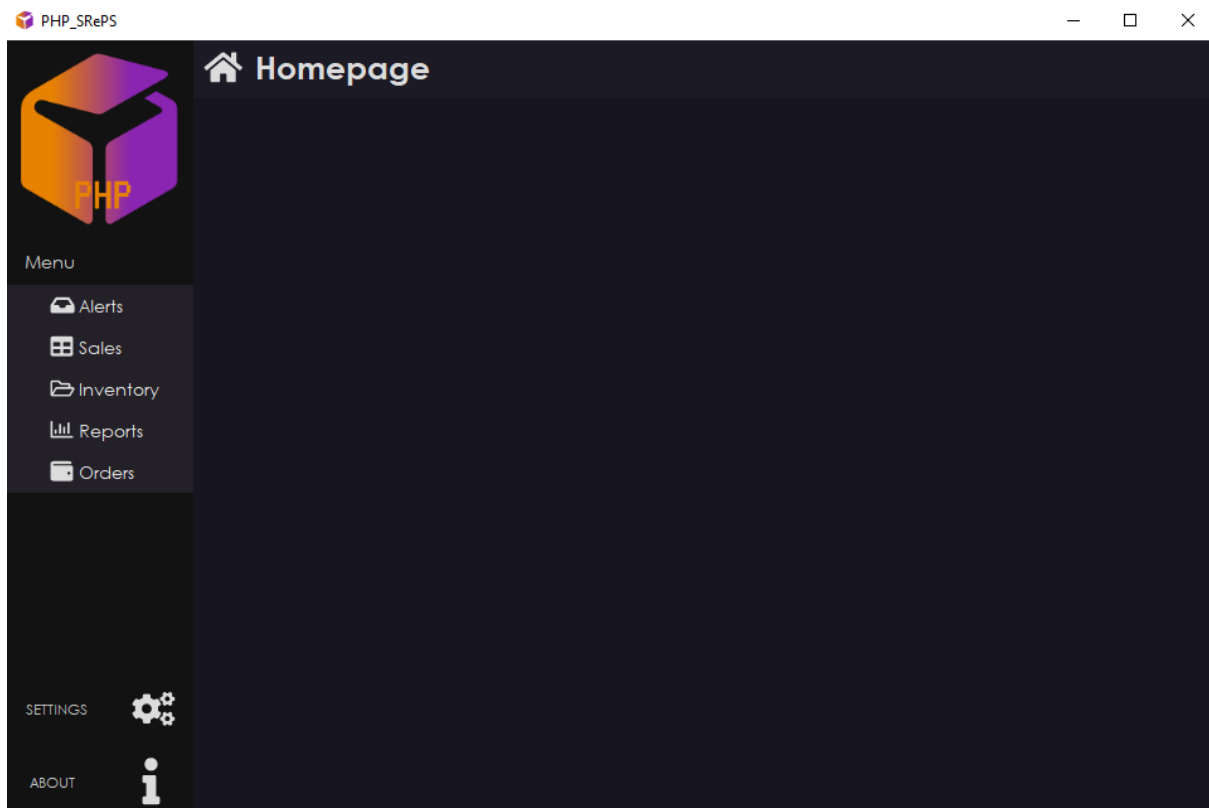 PHP_SRePS
PHP
Homepage
Menu
Alerts
Sales
Inventory
Reports
Orders
SETTINGS
ABOUT